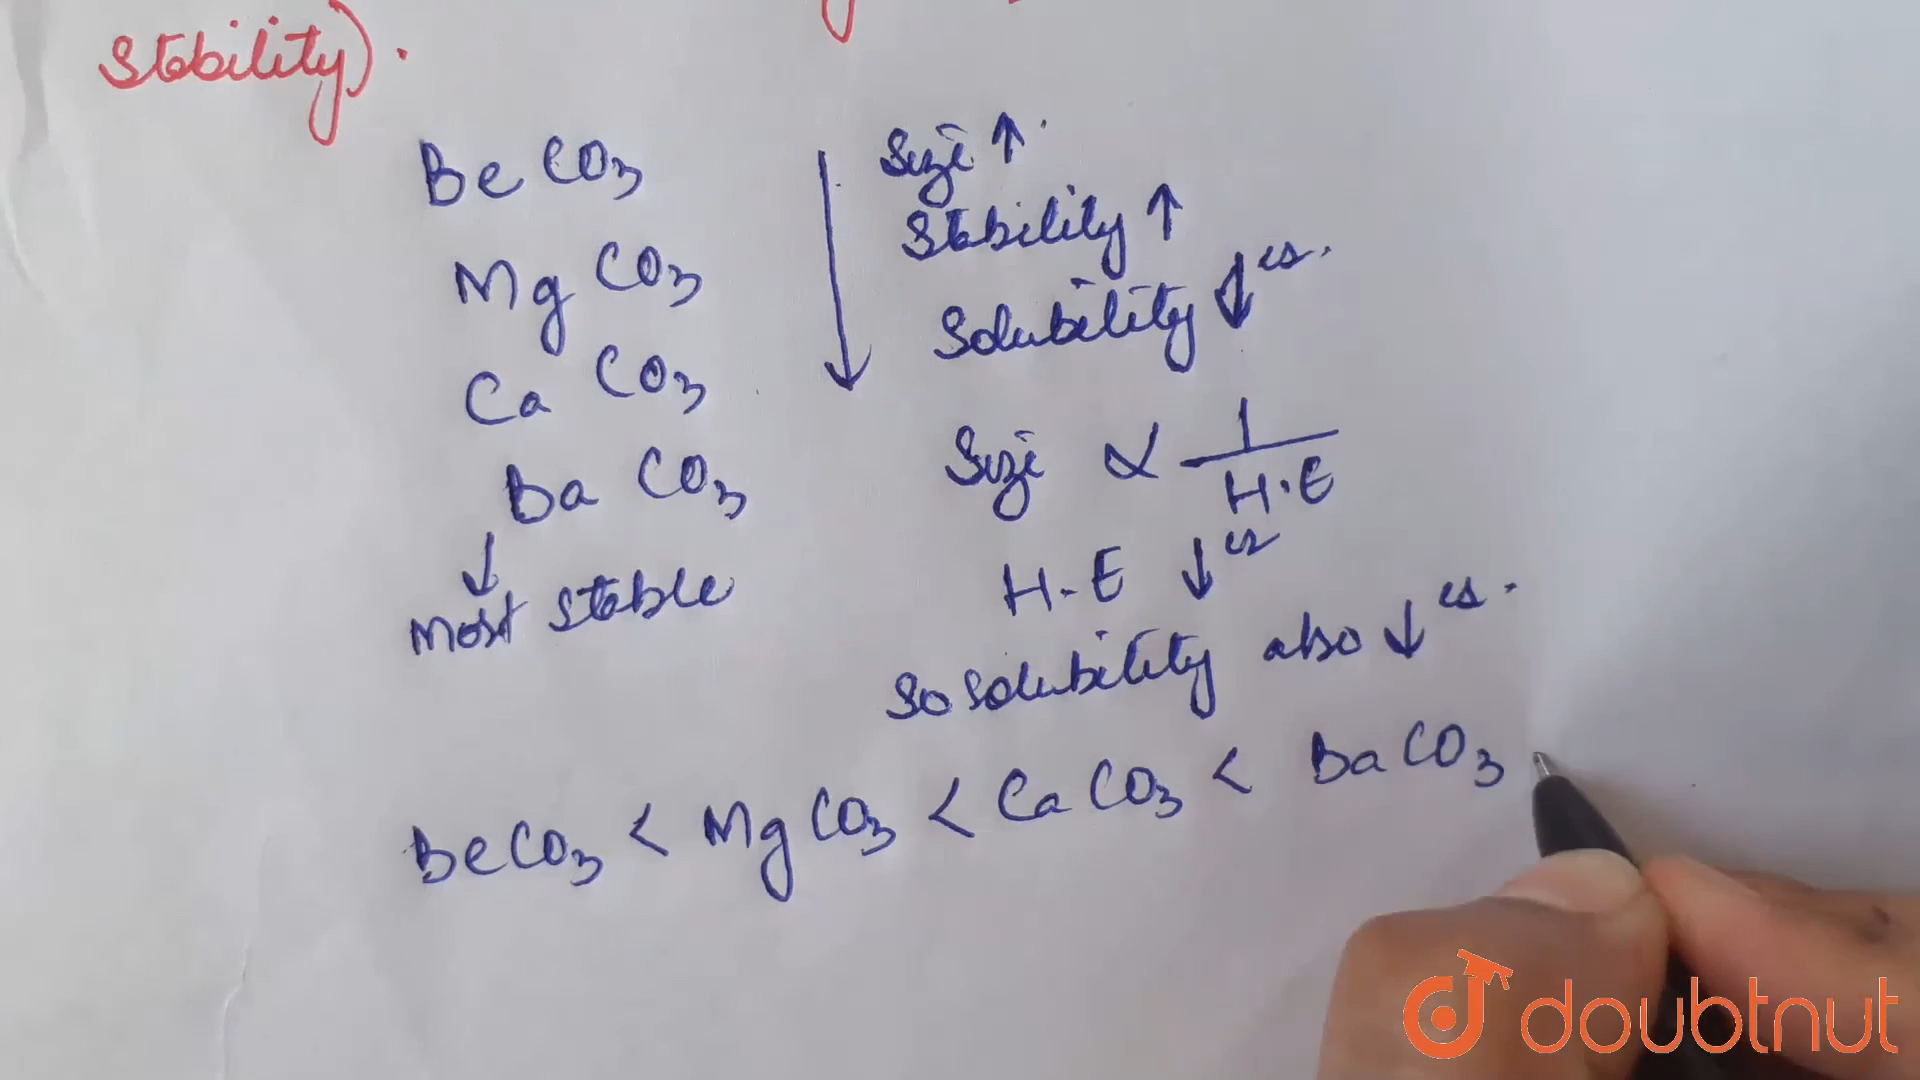 Stability).
BeCO3
MgCO3
CaCO3
BaCO3
↓
most stable
Size ↑.
Stability ↑
Solubility ↓es.
Size ∝ 1/H.E
H.E ↓es
So solubility also ↓es.
BeCO3 < MgCO3 < CaCO3 < BaCO3
doubtnut